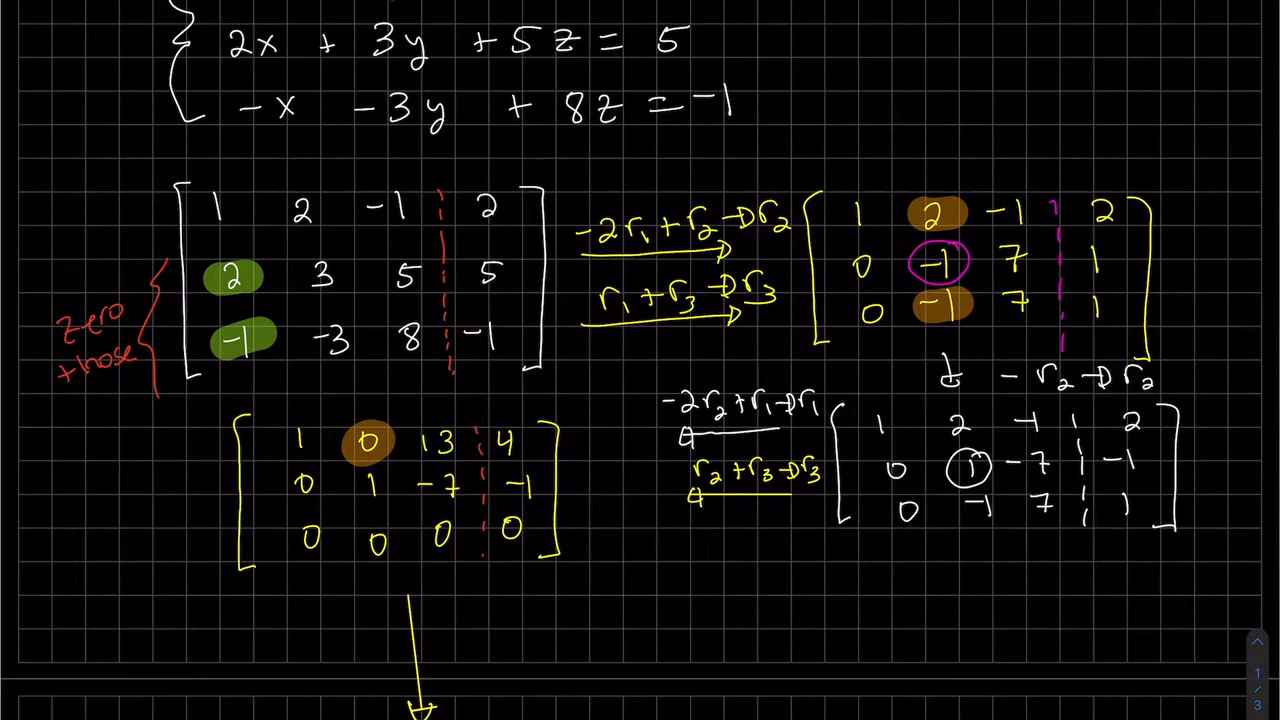 2x + 3y + 5z = 5
-x - 3y + 8z = -1
1 2 -1 2
2 3 5 5
-1 -3 8 -1
zero
those
-2r₁ + r₂ → r₂
r₁ + r₃ → r₃
1 2 -1 2
0 -1 7 1
0 -1 7 1
- r₂ → r₂
-2r₂ + r₁ → r₁
r₂ + r₃ → r₃
1 2 -1 2
0 1 -7 -1
0 -1 7 1
1 0 13 4
0 1 -7 -1
0 0 0 0
1
/
3